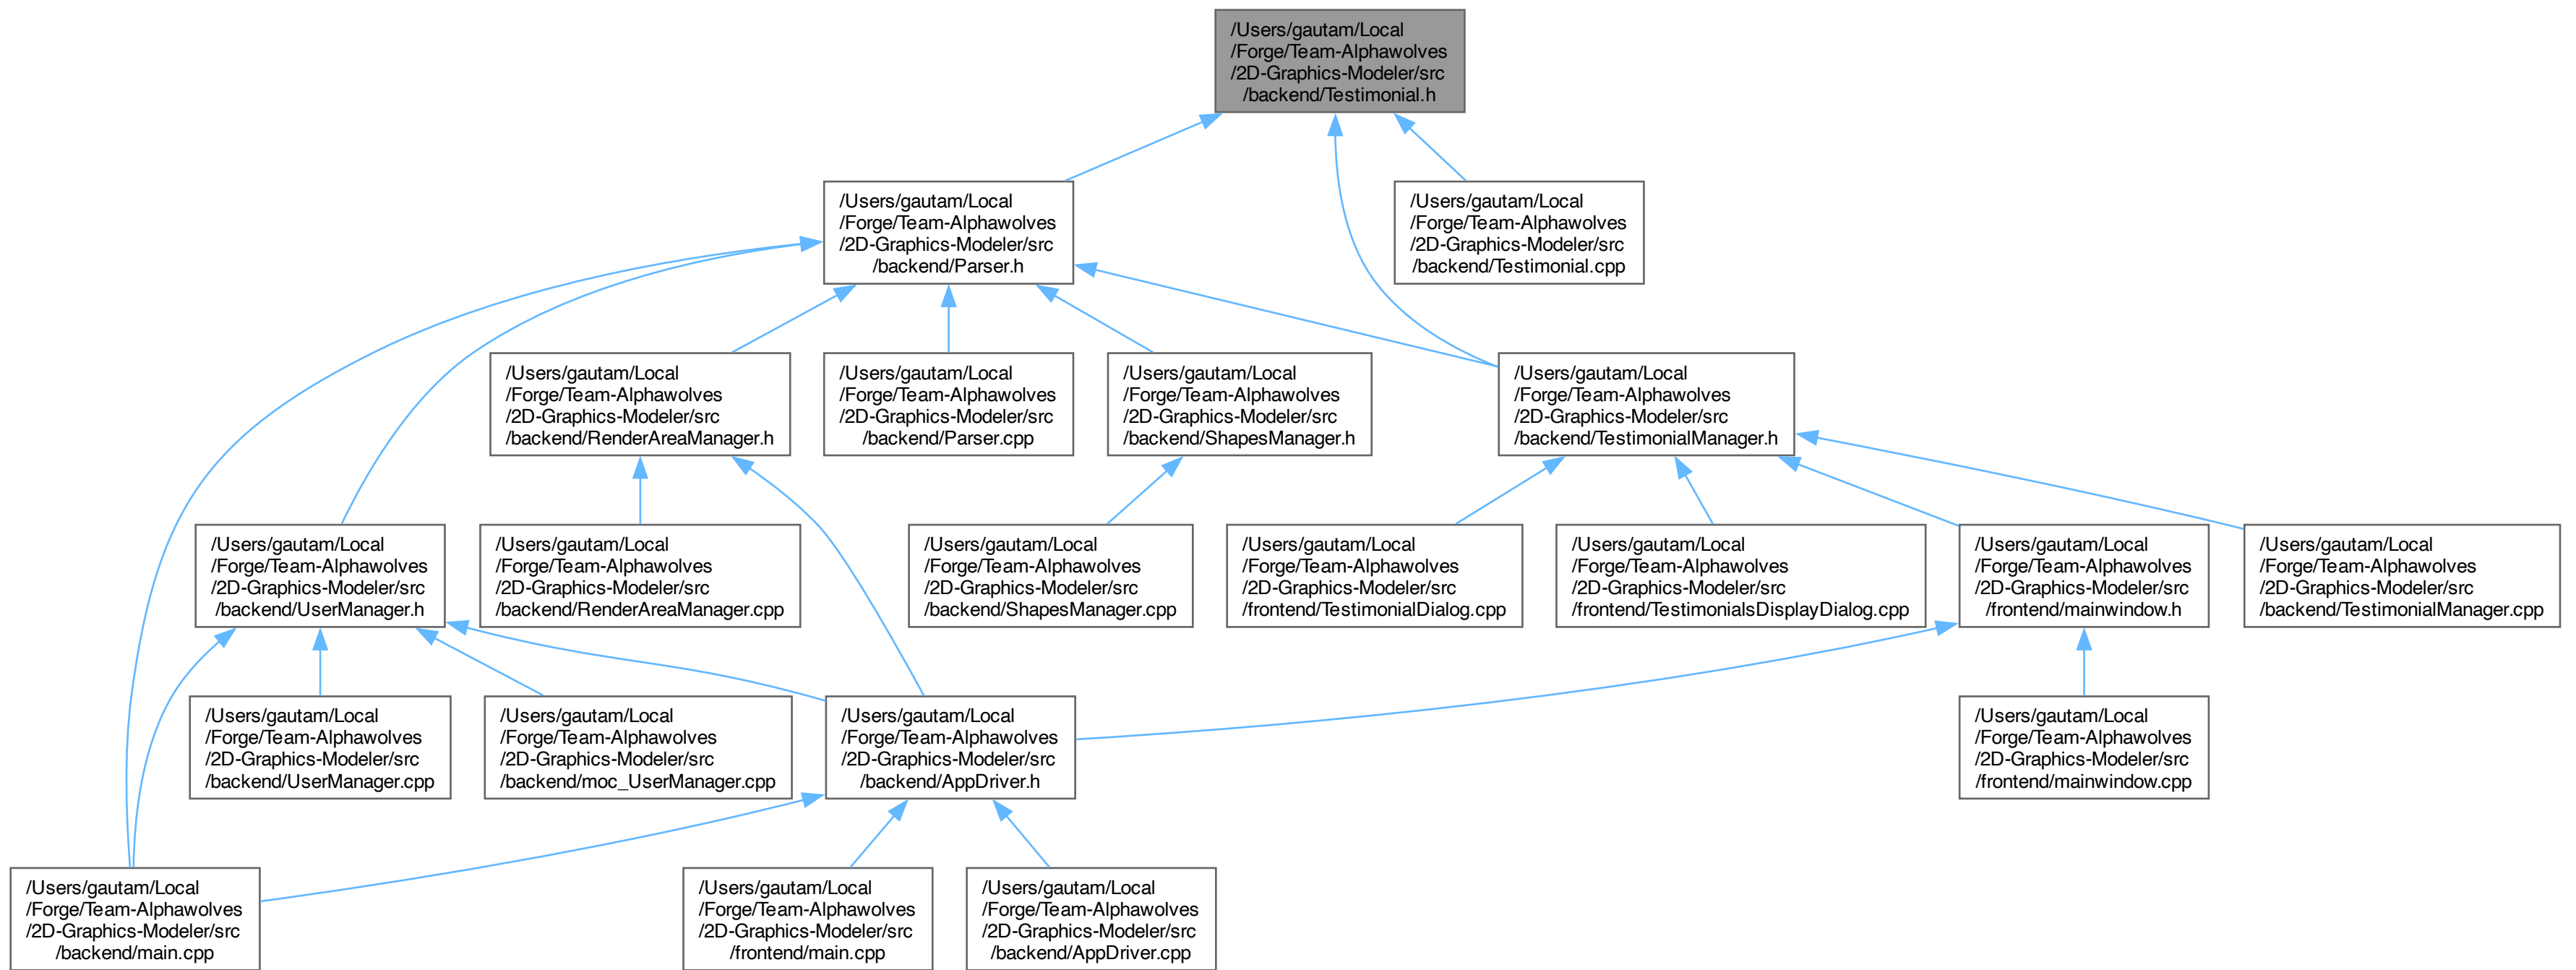 /Users/gautam/Local
/Forge/Team-Alphawolves
/2D-Graphics-Modeler/src
/backend/Testimonial.h
/Users/gautam/Local
/Forge/Team-Alphawolves
/2D-Graphics-Modeler/src
/backend/Parser.h
/Users/gautam/Local
/Forge/Team-Alphawolves
/2D-Graphics-Modeler/src
/backend/Testimonial.cpp
/Users/gautam/Local
/Forge/Team-Alphawolves
/2D-Graphics-Modeler/src
/backend/RenderAreaManager.h
/Users/gautam/Local
/Forge/Team-Alphawolves
/2D-Graphics-Modeler/src
/backend/Parser.cpp
/Users/gautam/Local
/Forge/Team-Alphawolves
/2D-Graphics-Modeler/src
/backend/ShapesManager.h
/Users/gautam/Local
/Forge/Team-Alphawolves
/2D-Graphics-Modeler/src
/backend/TestimonialManager.h
/Users/gautam/Local
/Forge/Team-Alphawolves
/2D-Graphics-Modeler/src
/backend/UserManager.h
/Users/gautam/Local
/Forge/Team-Alphawolves
/2D-Graphics-Modeler/src
/backend/RenderAreaManager.cpp
/Users/gautam/Local
/Forge/Team-Alphawolves
/2D-Graphics-Modeler/src
/backend/ShapesManager.cpp
/Users/gautam/Local
/Forge/Team-Alphawolves
/2D-Graphics-Modeler/src
/frontend/TestimonialDialog.cpp
/Users/gautam/Local
/Forge/Team-Alphawolves
/2D-Graphics-Modeler/src
/frontend/TestimonialsDisplayDialog.cpp
/Users/gautam/Local
/Forge/Team-Alphawolves
/2D-Graphics-Modeler/src
/frontend/mainwindow.h
/Users/gautam/Local
/Forge/Team-Alphawolves
/2D-Graphics-Modeler/src
/backend/TestimonialManager.cpp
/Users/gautam/Local
/Forge/Team-Alphawolves
/2D-Graphics-Modeler/src
/backend/UserManager.cpp
/Users/gautam/Local
/Forge/Team-Alphawolves
/2D-Graphics-Modeler/src
/backend/moc_UserManager.cpp
/Users/gautam/Local
/Forge/Team-Alphawolves
/2D-Graphics-Modeler/src
/backend/AppDriver.h
/Users/gautam/Local
/Forge/Team-Alphawolves
/2D-Graphics-Modeler/src
/frontend/mainwindow.cpp
/Users/gautam/Local
/Forge/Team-Alphawolves
/2D-Graphics-Modeler/src
/backend/main.cpp
/Users/gautam/Local
/Forge/Team-Alphawolves
/2D-Graphics-Modeler/src
/frontend/main.cpp
/Users/gautam/Local
/Forge/Team-Alphawolves
/2D-Graphics-Modeler/src
/backend/AppDriver.cpp